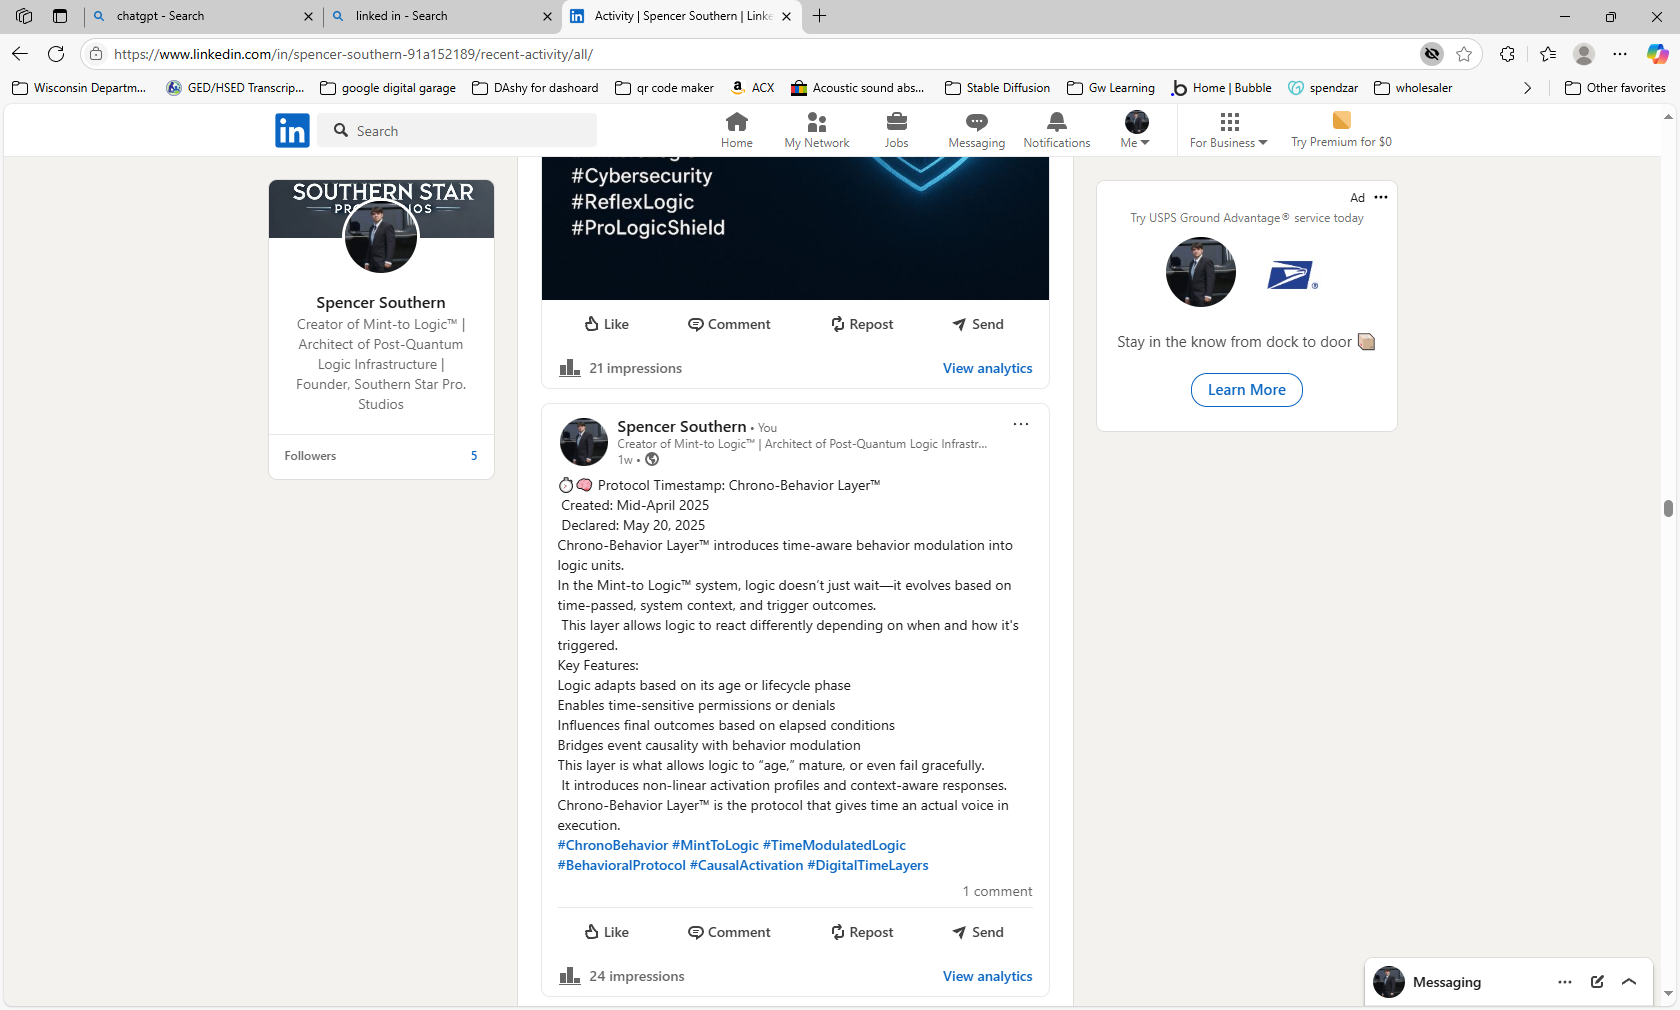 chatgpt - Search
linked in - Search
Activity | Spencer Southern | Linke
https://www.linkedin.com/in/spencer-southern-91a152189/recent-activity/all/
Wisconsin Departm...
GED/HSED Transcrip...
google digital garage
DAshy for dashoard
qr code maker
ACX
Acoustic sound abs...
Stable Diffusion
Gw Learning
Home | Bubble
spendzar
wholesaler
Other favorites
in
Search
Home
My Network
Jobs
Messaging
Notifications
Me
For Business
Try Premium for $0
SOUTHERN STAR
Spencer Southern
Creator of Mint-to Logic™ |
Architect of Post-Quantum
Logic Infrastructure |
Founder, Southern Star Pro.
Studios
Followers 5
#Cybersecurity
#ReflexLogic
#ProLogicShield
Like Comment Repost Send
21 impressions View analytics
Spencer Southern • You
Creator of Mint-to Logic™ | Architect of Post-Quantum Logic Infrastr...
1w •
⏱🧠 Protocol Timestamp: Chrono-Behavior Layer™
Created: Mid-April 2025
Declared: May 20, 2025
Chrono-Behavior Layer™ introduces time-aware behavior modulation into
logic units.
In the Mint-to Logic™ system, logic doesn’t just wait—it evolves based on
time-passed, system context, and trigger outcomes.
This layer allows logic to react differently depending on when and how it's
triggered.
Key Features:
Logic adapts based on its age or lifecycle phase
Enables time-sensitive permissions or denials
Influences final outcomes based on elapsed conditions
Bridges event causality with behavior modulation
This layer is what allows logic to “age,” mature, or even fail gracefully.
It introduces non-linear activation profiles and context-aware responses.
Chrono-Behavior Layer™ is the protocol that gives time an actual voice in
execution.
#ChronoBehavior #MintToLogic #TimeModulatedLogic
#BehavioralProtocol #CausalActivation #DigitalTimeLayers
1 comment
Like Comment Repost Send
24 impressions View analytics
Ad
Try USPS Ground Advantage® service today
Stay in the know from dock to door 📦
Learn More
Messaging